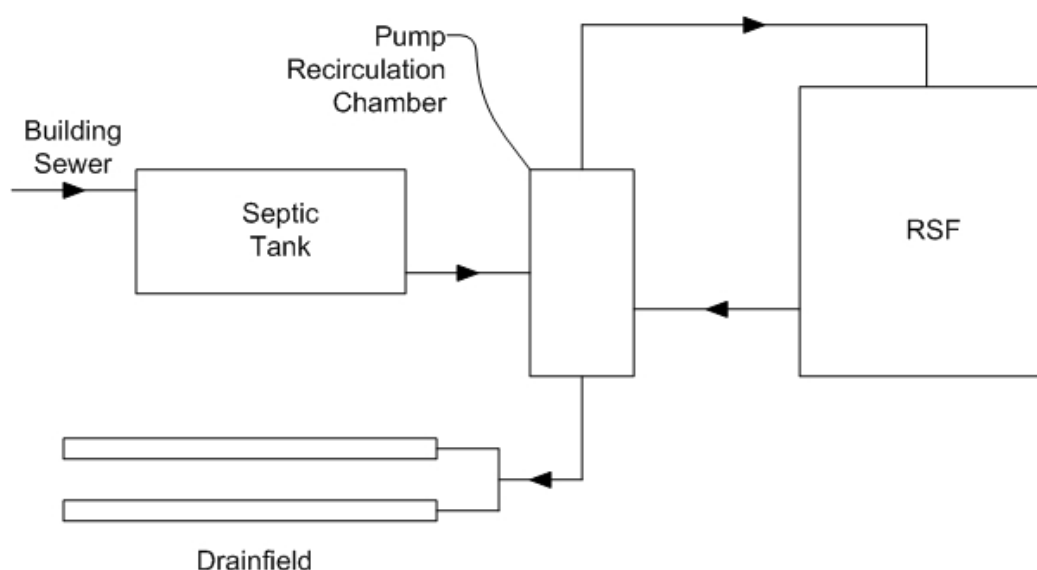 Pump
Recirculation
Chamber
Building
Sewer
Septic
Tank
RSF
Drainfield